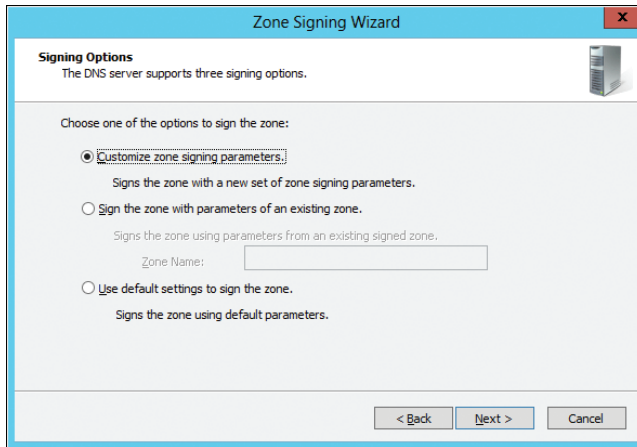 Zone Signing Wizard
x
Signing Options
The DNS server supports three signing options.
Choose one of the options to sign the zone:
Customize zone signing parameters.
Signs the zone with a new set of zone signing parameters.
Sign the zone with parameters of an existing zone.
Signs the zone using parameters from an existing signed zone.
Zone Name:
Use default settings to sign the zone.
Signs the zone using default parameters.
< Back Next > Cancel